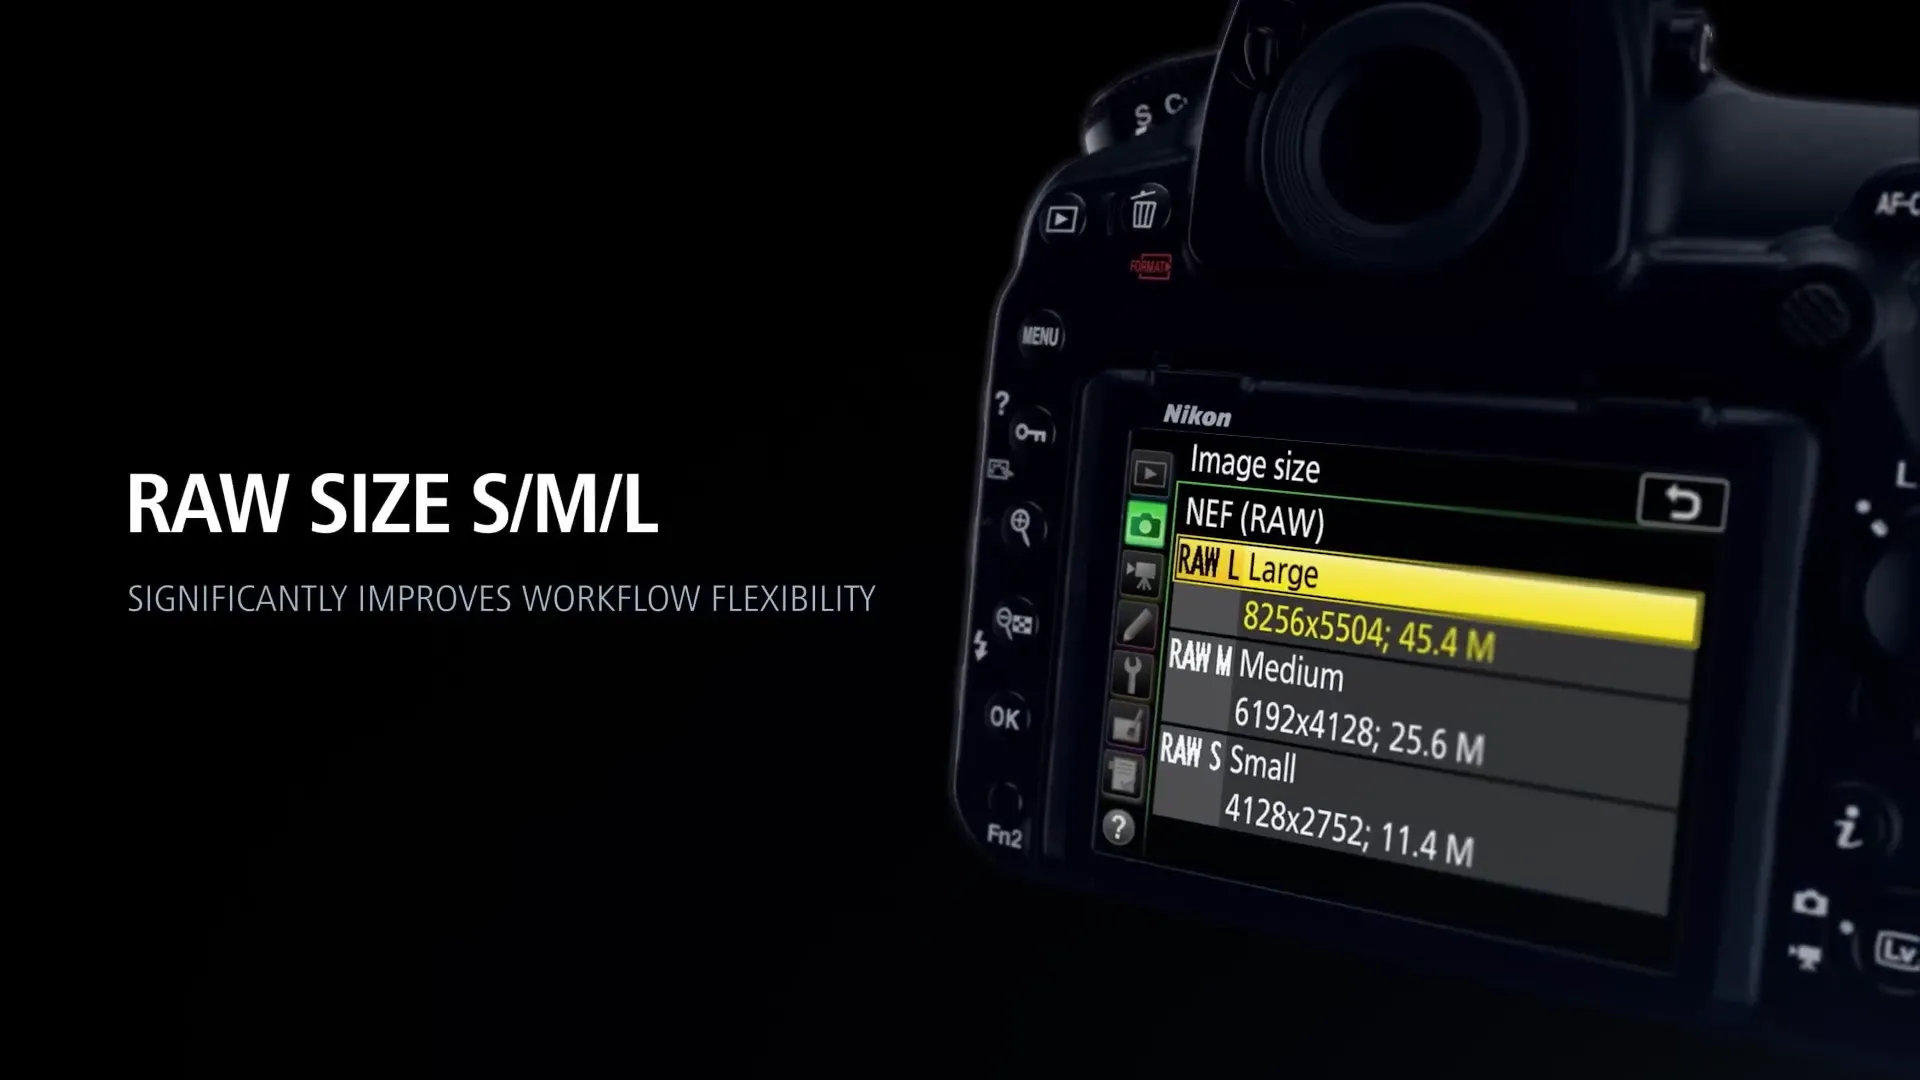 RAW SIZE S/M/L
SIGNIFICANTLY IMPROVES WORKFLOW FLEXIBILITY
S C
FORMAT
MENU
?
OK
Fn2
Nikon
Image size
NEF (RAW)
RAW L Large
8256x5504; 45.4 M
RAW M Medium
6192x4128; 25.6 M
RAW S Small
4128x2752; 11.4 M
?
AF-
L
i
Lv